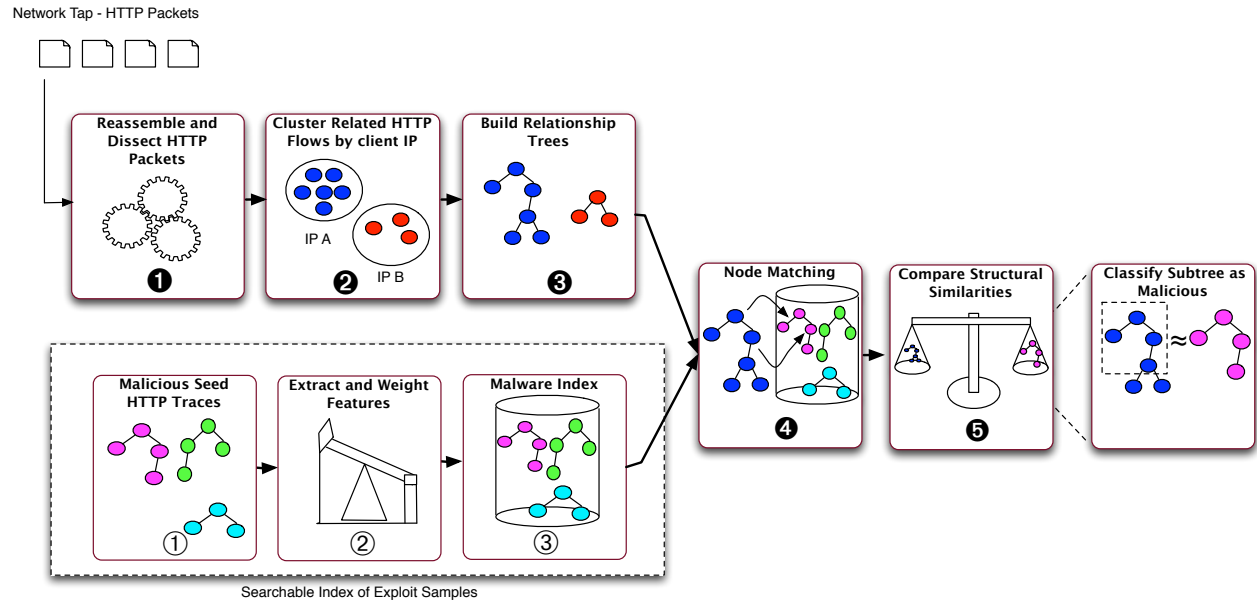 Network Tap - HTTP Packets
Reassemble and
Dissect HTTP
Packets
❶
Cluster Related HTTP
Flows by client IP
IP A
IP B
❷
Build Relationship
Trees
❸
Node Matching
❹
Compare Structural
Similarities
❺
Classify Subtree as
Malicious
≈
Malicious Seed
HTTP Traces
①
Extract and Weight
Features
②
Malware Index
③
Searchable Index of Exploit Samples